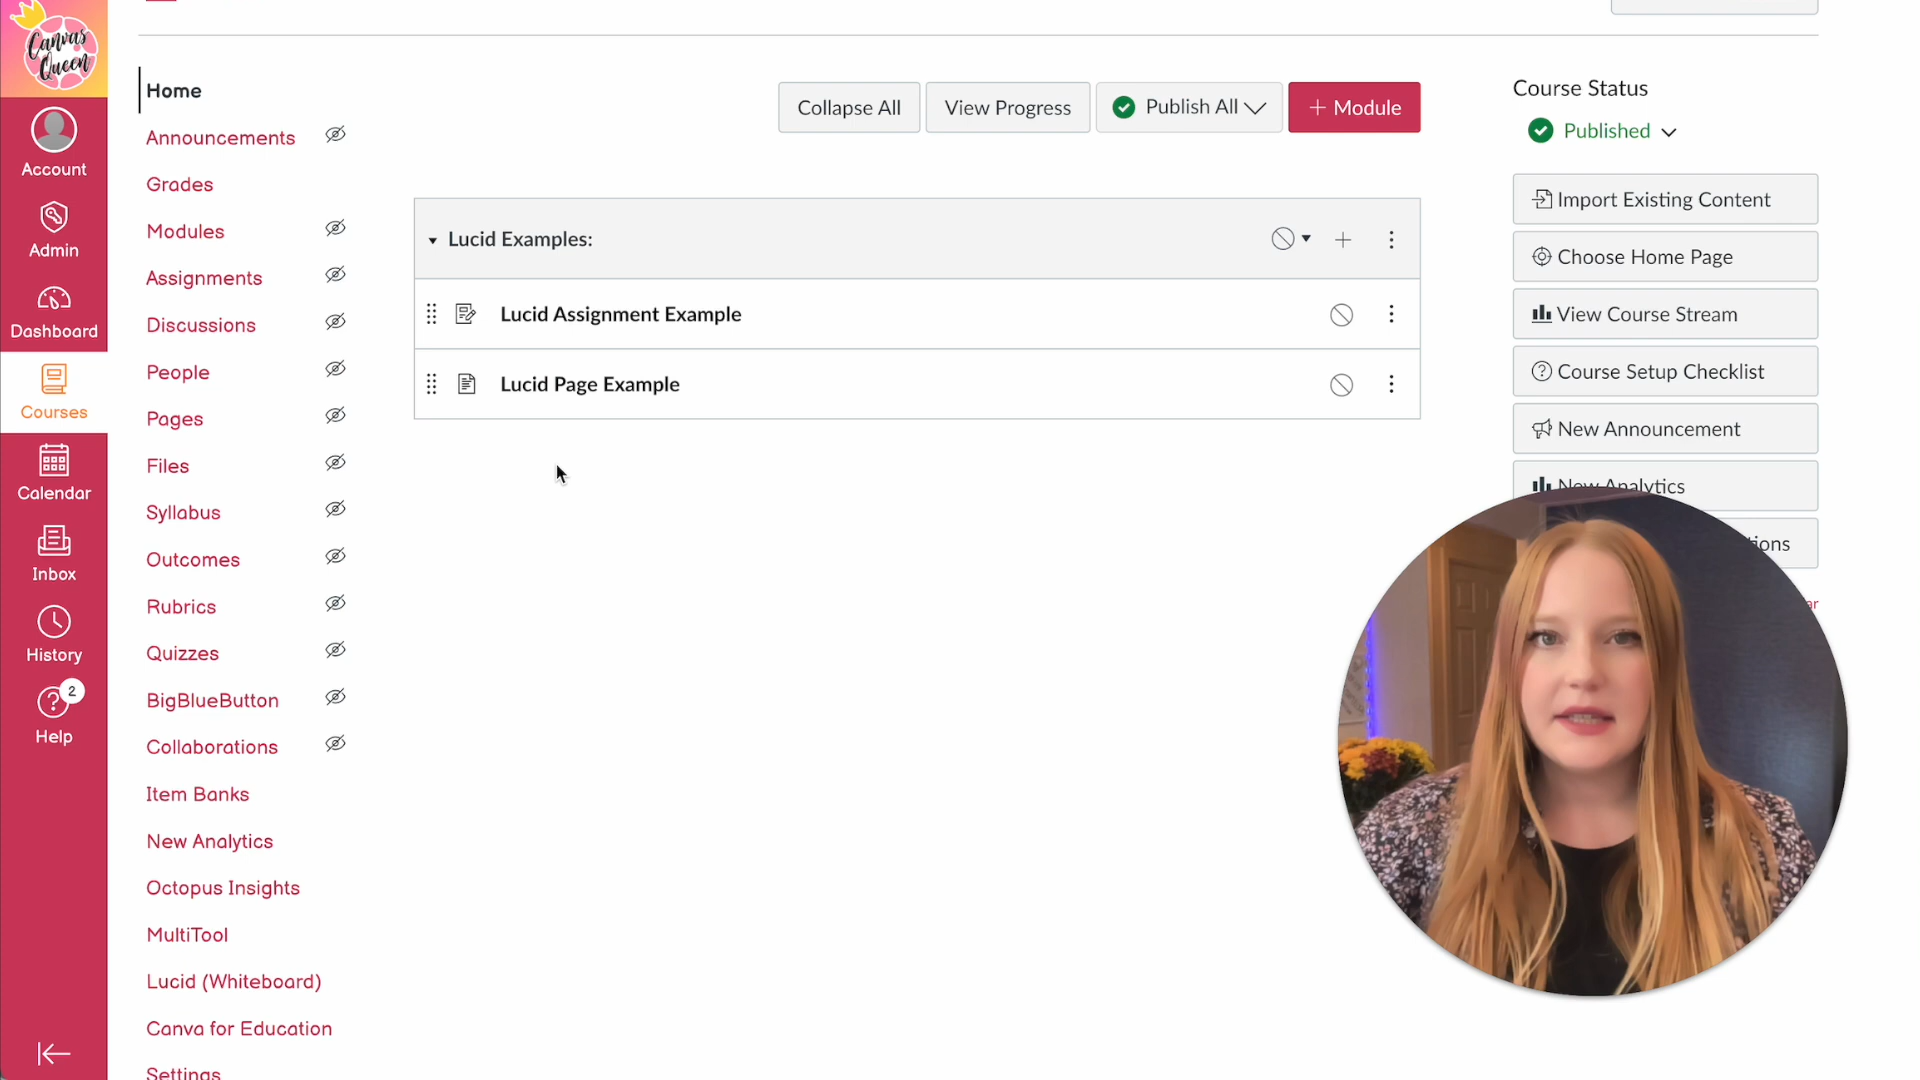 Canvas
Queen
Account
Admin
Dashboard
Courses
Calendar
Inbox
History
2
Help
Home
Announcements
Grades
Modules
Assignments
Discussions
People
Pages
Files
Syllabus
Outcomes
Rubrics
Quizzes
BigBlueButton
Collaborations
Item Banks
New Analytics
Octopus Insights
MultiTool
Lucid (Whiteboard)
Canva for Education
Settings
Collapse All
View Progress
Publish All
+ Module
Lucid Examples:
Lucid Assignment Example
Lucid Page Example
Course Status
Published
Import Existing Content
Choose Home Page
View Course Stream
Course Setup Checklist
New Announcement
New Analytics